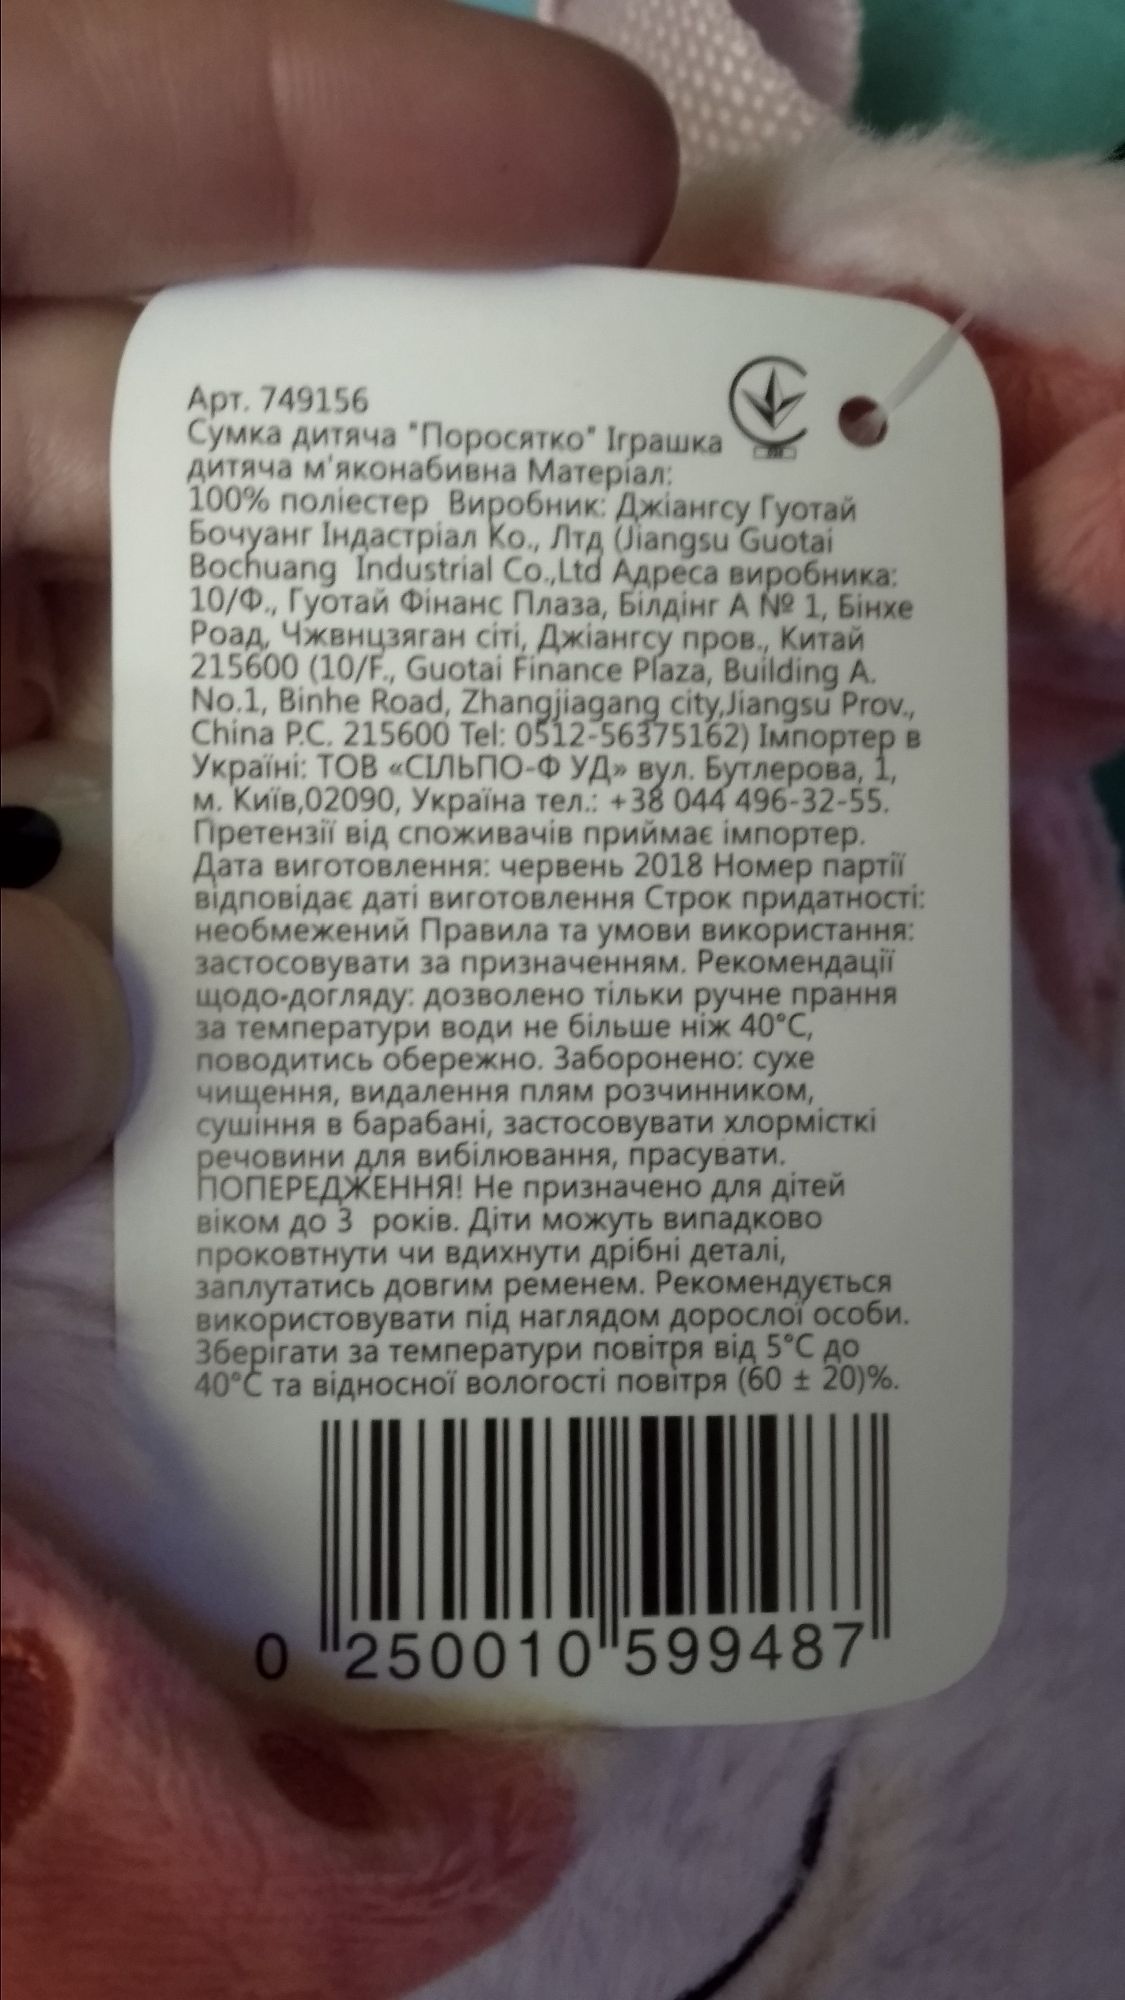 Арт. 749156
Сумка дитяча "Поросятко" Іграшка
дитяча м'яконабивна Матеріал:
100% поліестер Виробник: Джіангсу Гуотай
Бочуанг Індастріал Ко., Лтд (Jiangsu Guotai
Bochuang Industrial Co.,Ltd Адреса виробника:
10/Ф., Гуотай Фінанс Плаза, Білдінг А № 1, Бінхе
Роад, Чжвнцзяган сіті, Джіангсу пров., Китай
215600 (10/F., Guotai Finance Plaza, Building A.
No.1, Binhe Road, Zhangjiagang city,Jiangsu Prov.,
China P.C. 215600 Tel: 0512-56375162) Імпортер в
Україні: ТОВ «СІЛЬПО-Ф УД» вул. Бутлерова, 1,
м. Київ,02090, Україна тел.: +38 044 496-32-55.
Претензії від споживачів приймає імпортер.
Дата виготовлення: червень 2018 Номер партії
відповідає даті виготовлення Строк придатності:
необмежений Правила та умови використання:
застосовувати за призначенням. Рекомендації
щодо-догляду: дозволено тільки ручне прання
за температури води не більше ніж 40°C,
поводитись обережно. Заборонено: сухе
чищення, видалення плям розчинником,
сушіння в барабані, застосовувати хлормісткі
речовини для вибілювання, прасувати.
ПОПЕРЕДЖЕННЯ! Не призначено для дітей
віком до 3 років. Діти можуть випадково
проковтнути чи вдихнути дрібні деталі,
заплутатись довгим ременем. Рекомендується
використовувати під наглядом дорослої особи.
Зберігати за температури повітря від 5°C до
40°C та відносної вологості повітря (60 ± 20)%.
0 250010 599487